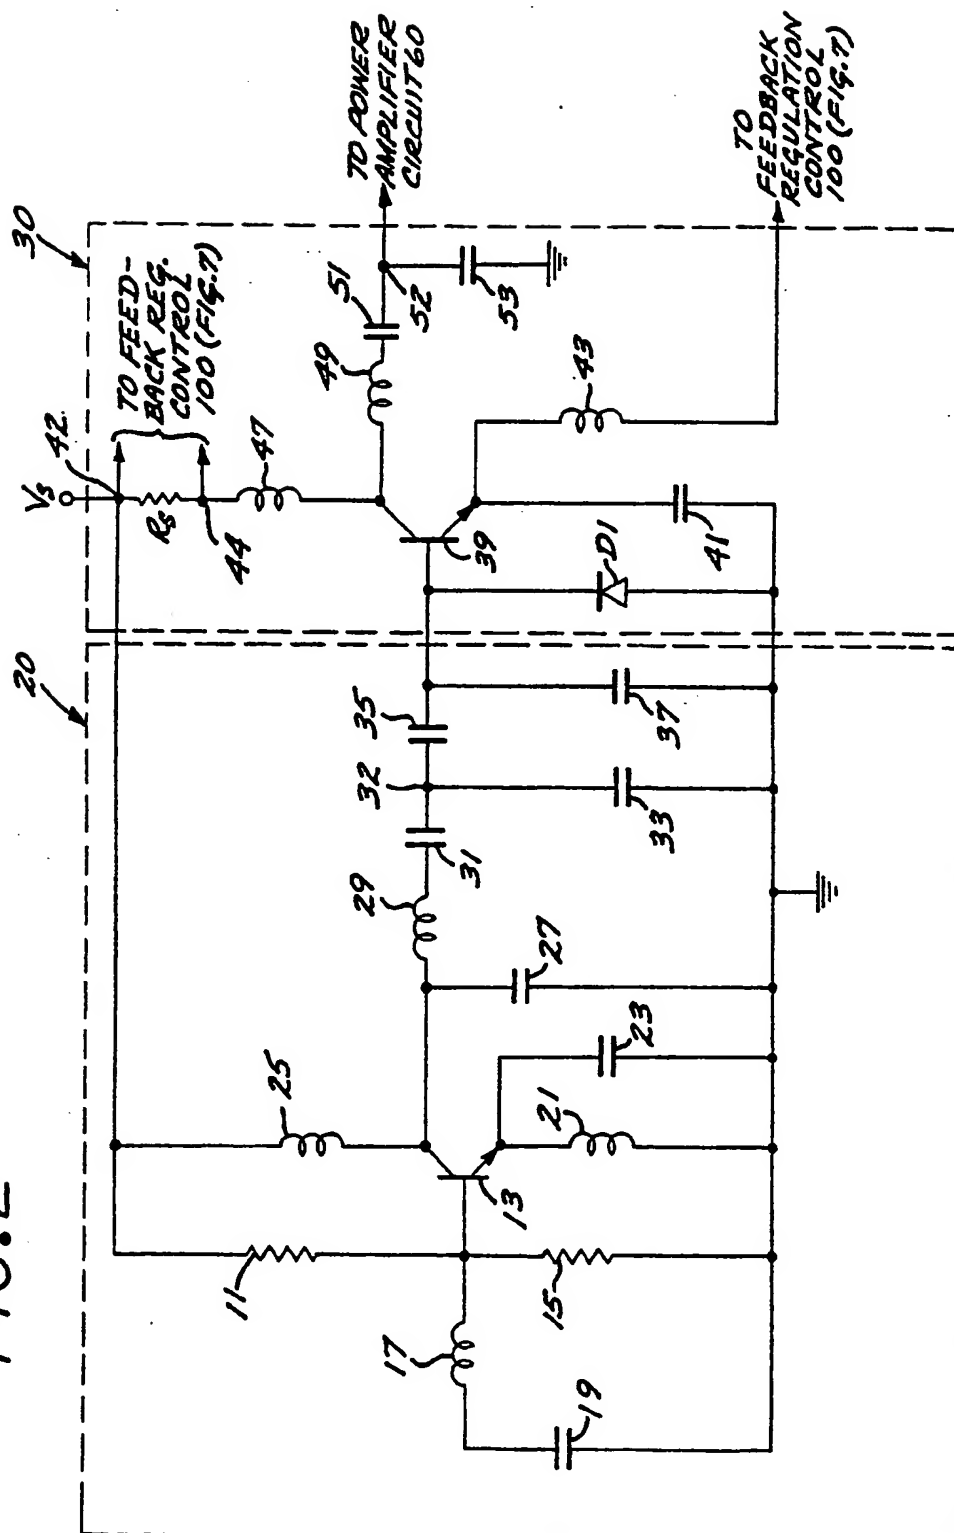 FIG. 2
20
30
Vs
42
TO FEED-
BACK REG.
CONTROL
100 (FIG.7)
Rs
44
47
49
51
TO POWER
AMPLIFIER
CIRCUIT 60
52
53
25
11
29
31
32
35
39
43
TO
FEEDBACK
REGULATION
CONTROL
100 (FIG.7)
17
13
27
33
37
D1
41
15
21
23
19